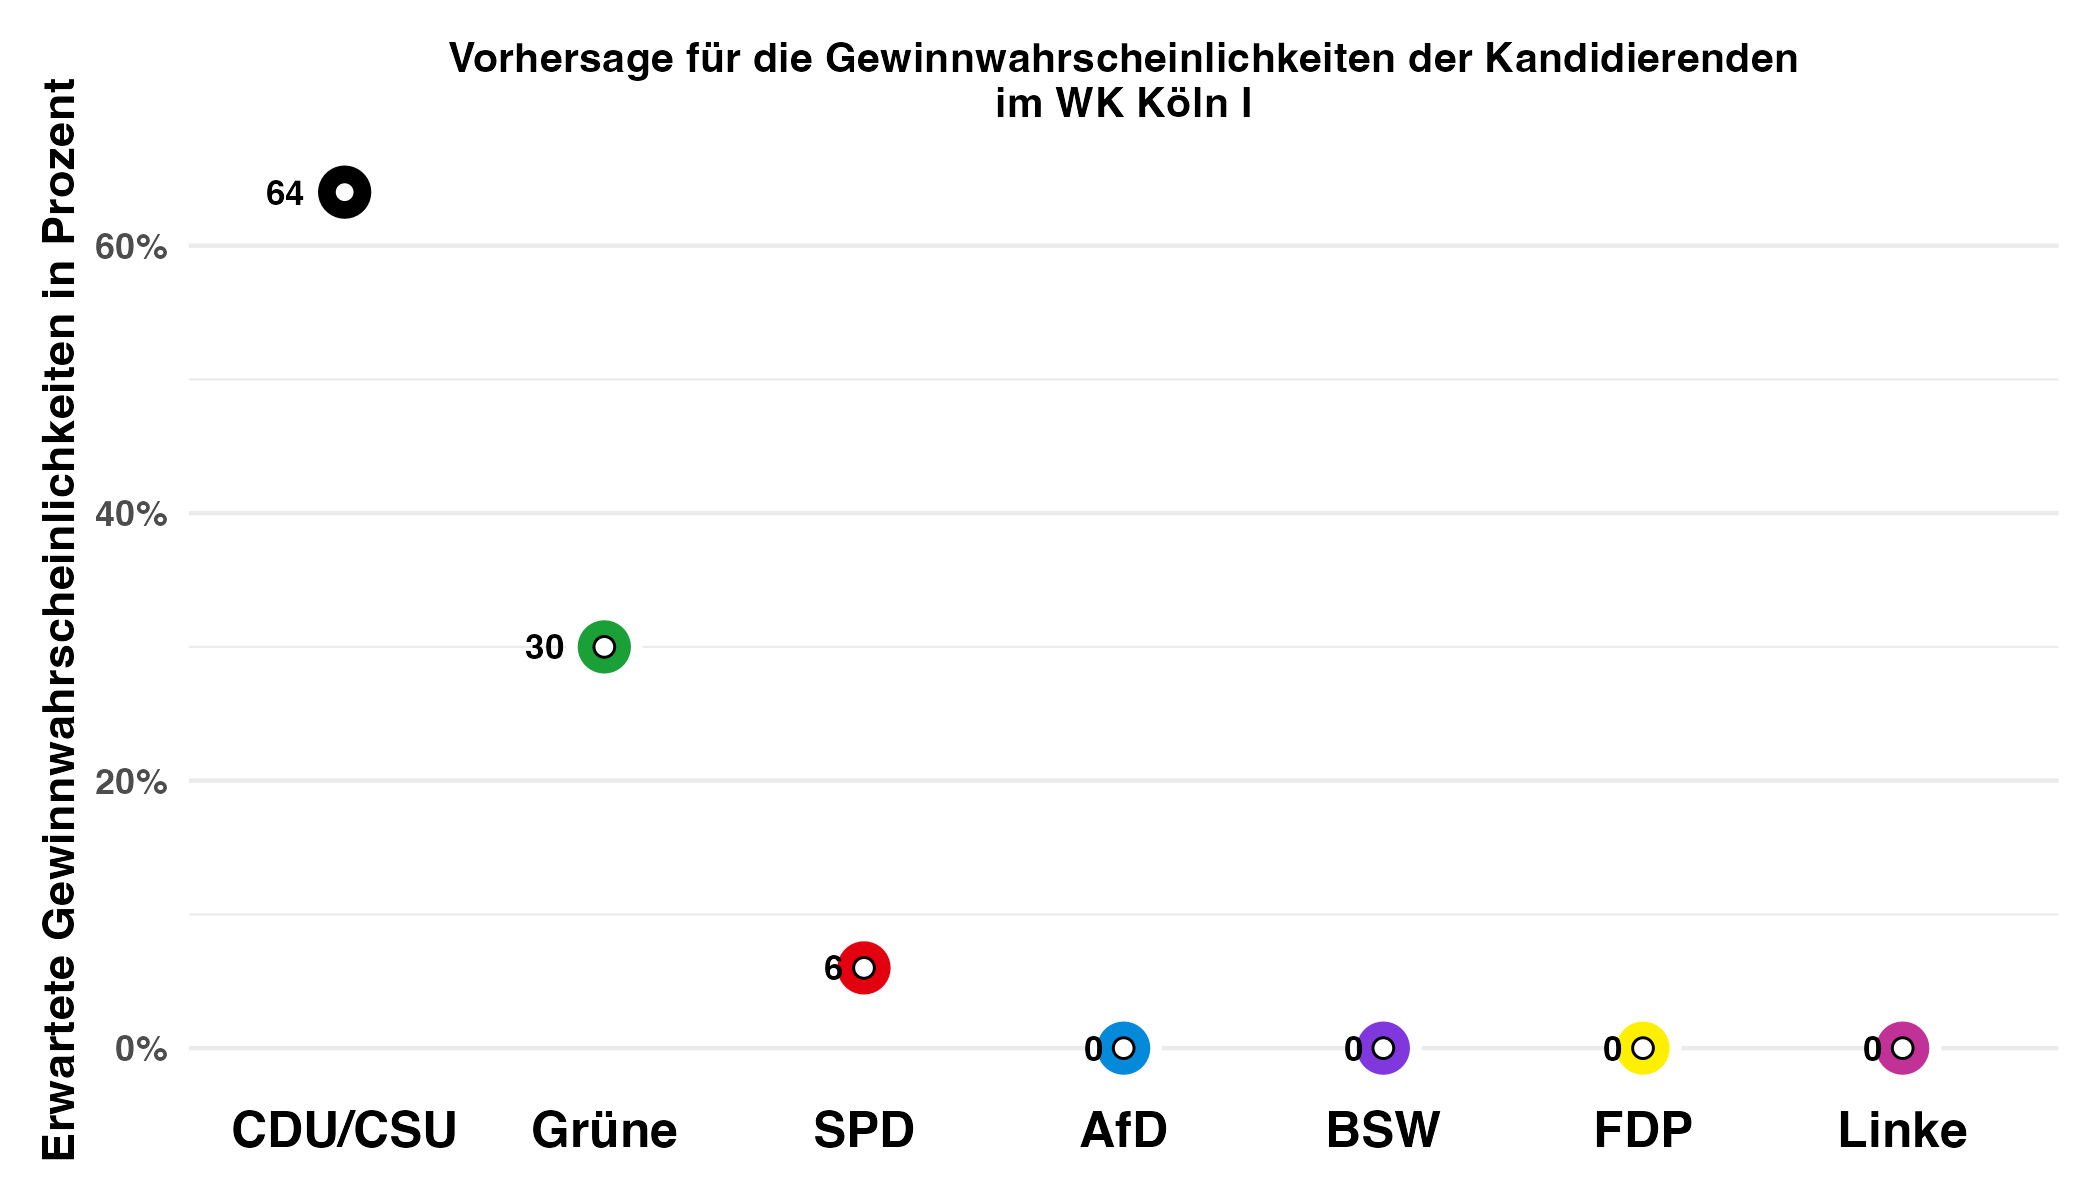 Vorhersage für die Gewinnwahrscheinlichkeiten der Kandidierenden
im WK Köln I
Erwartete Gewinnwahrscheinlichkeiten in Prozent
60%
40%
20%
0%
64
30
6
0
0
0
0
CDU/CSU
Grüne
SPD
AfD
BSW
FDP
Linke